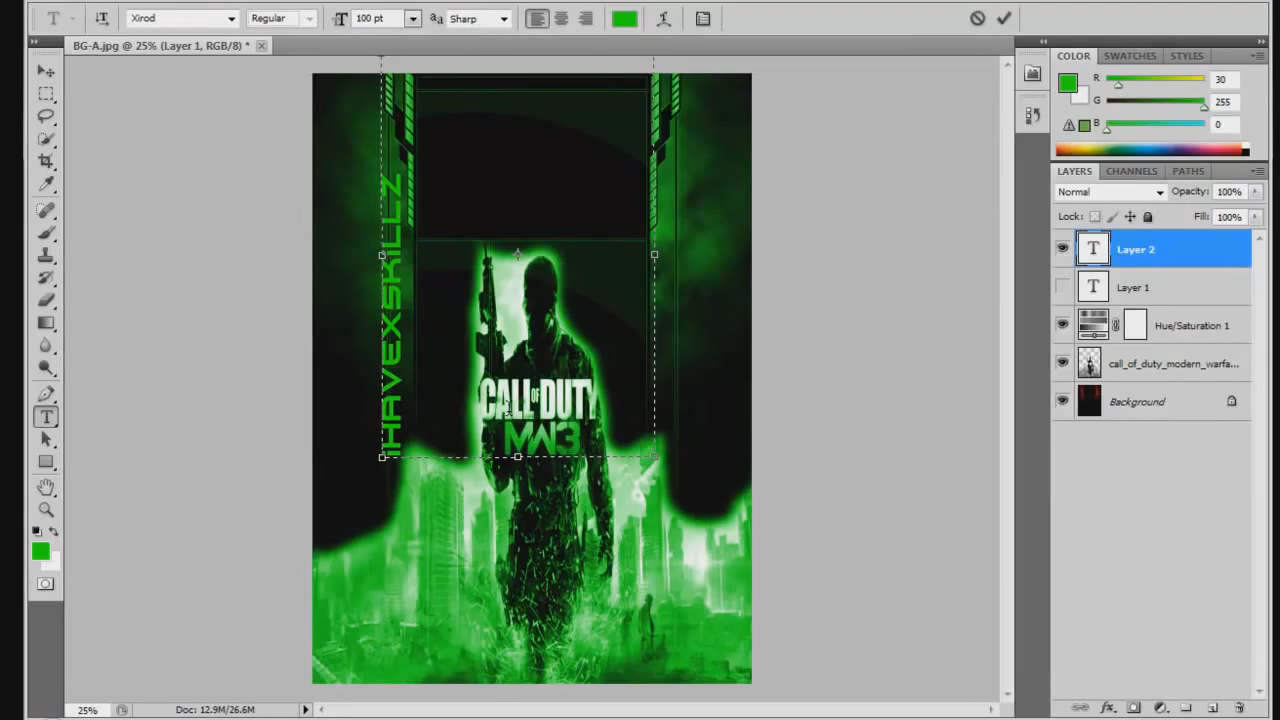 Xirod
Regular
100 pt
Sharp
BG-A.jpg @ 25% (Layer 1, RGB/8) *
COLOR
SWATCHES
STYLES
R
30
G
255
B
0
LAYERS
CHANNELS
PATHS
Normal
Opacity:
100%
Lock:
Fill:
100%
T
Layer 2
T
Layer 1
Hue/Saturation 1
call_of_duty_modern_warfa...
Background
IHAVEXSKILLZ
CALL OF DUTY
MW3
25%
Doc: 12.9M/26.6M